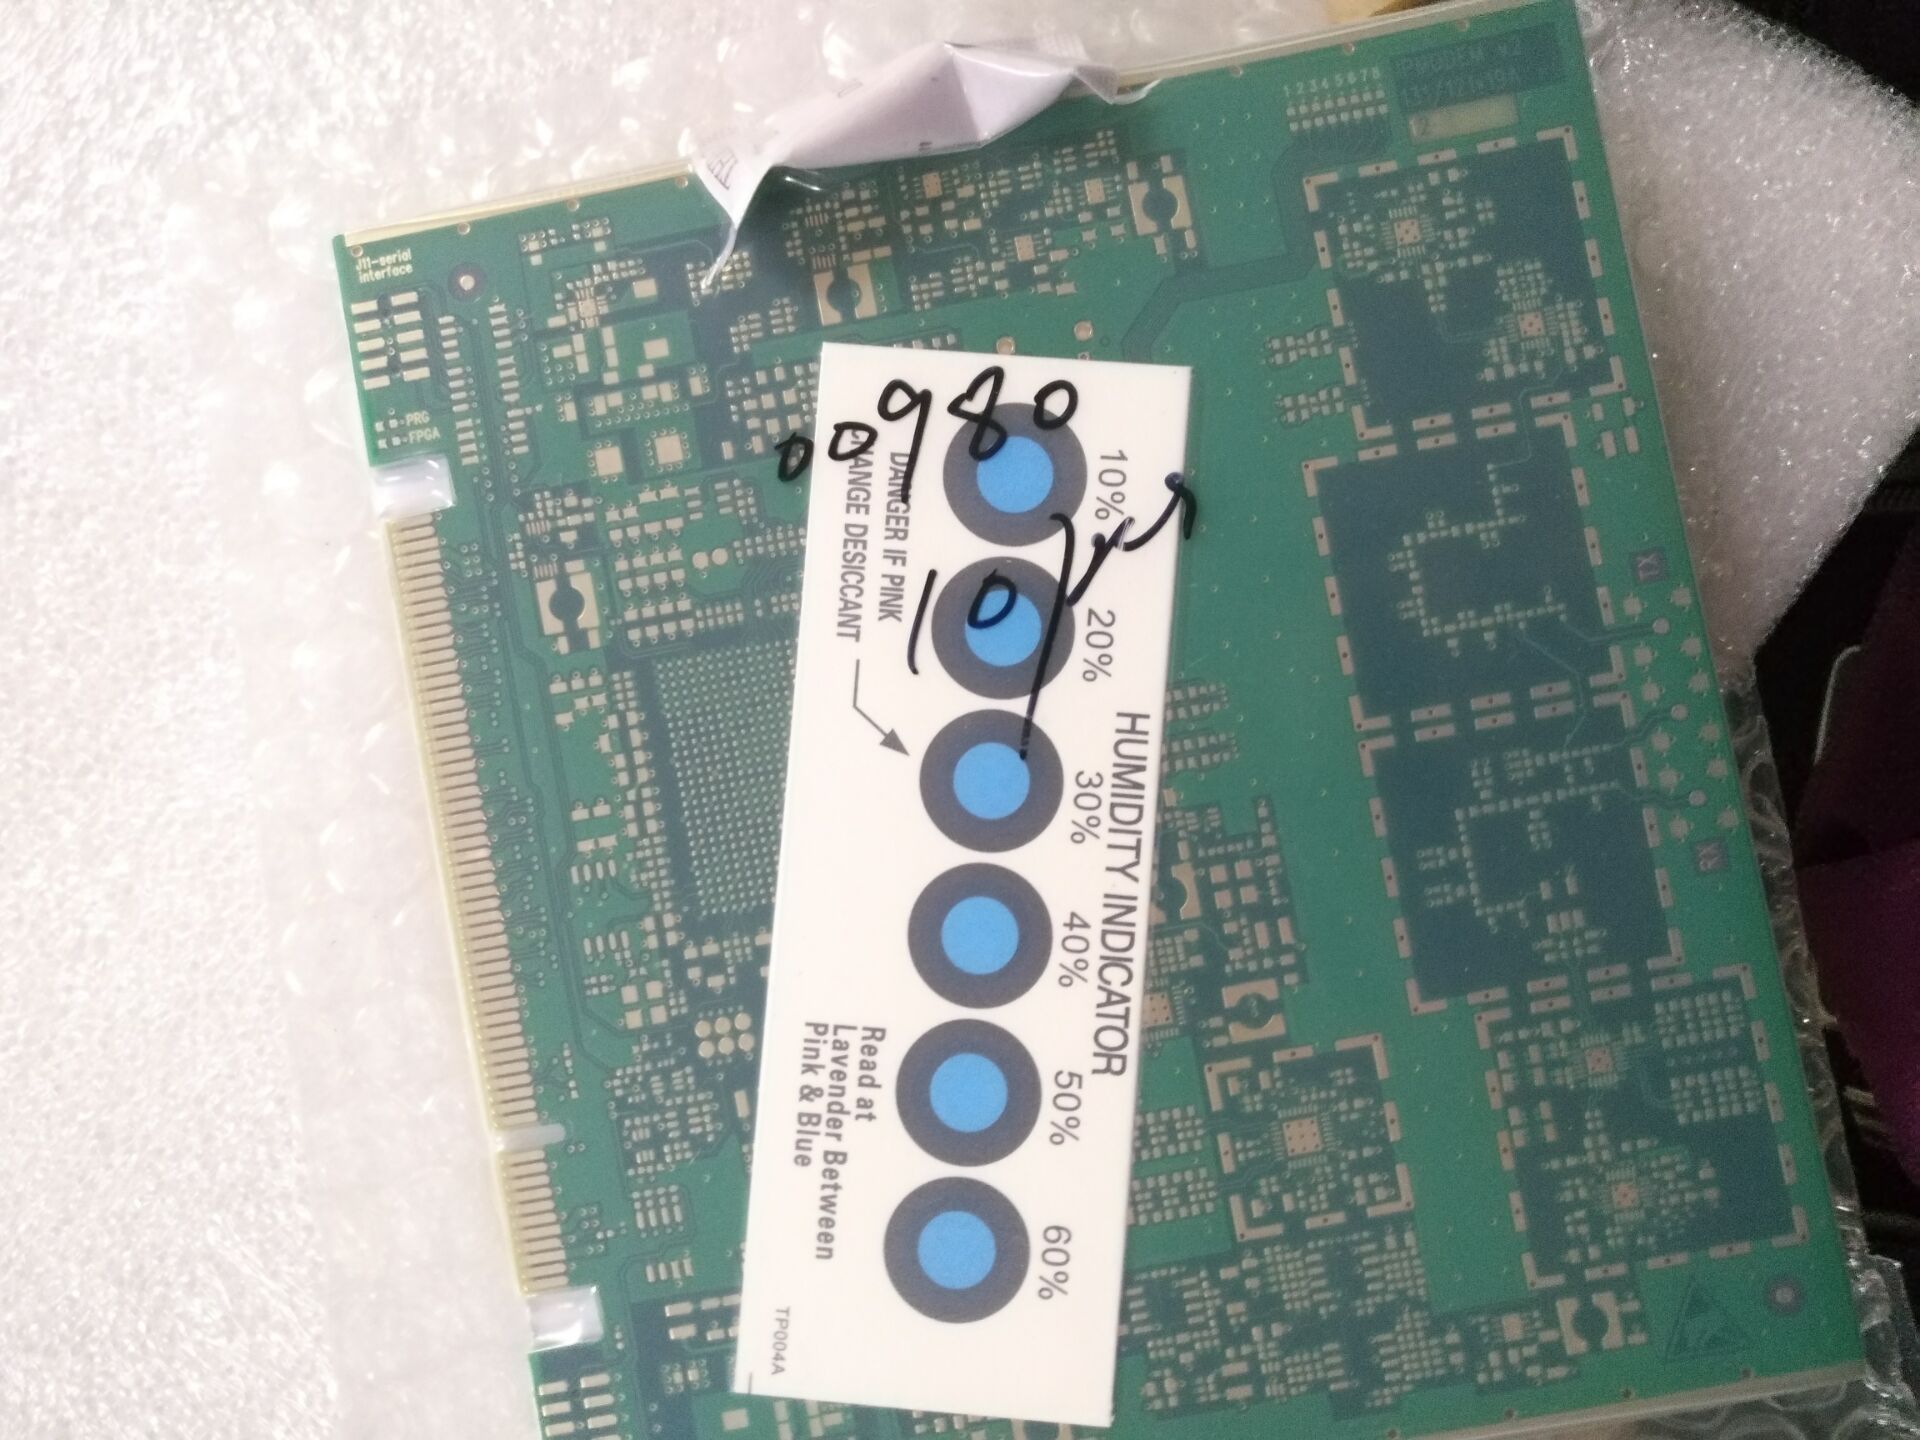 J11-serial
interface
PRG
FPGA
12345678
00980
10
HUMIDITY INDICATOR
10%
20%
30%
40%
50%
60%
DANGER IF PINK
CHANGE DESICCANT
Read at
Lavender Between
Pink & Blue
TP004A